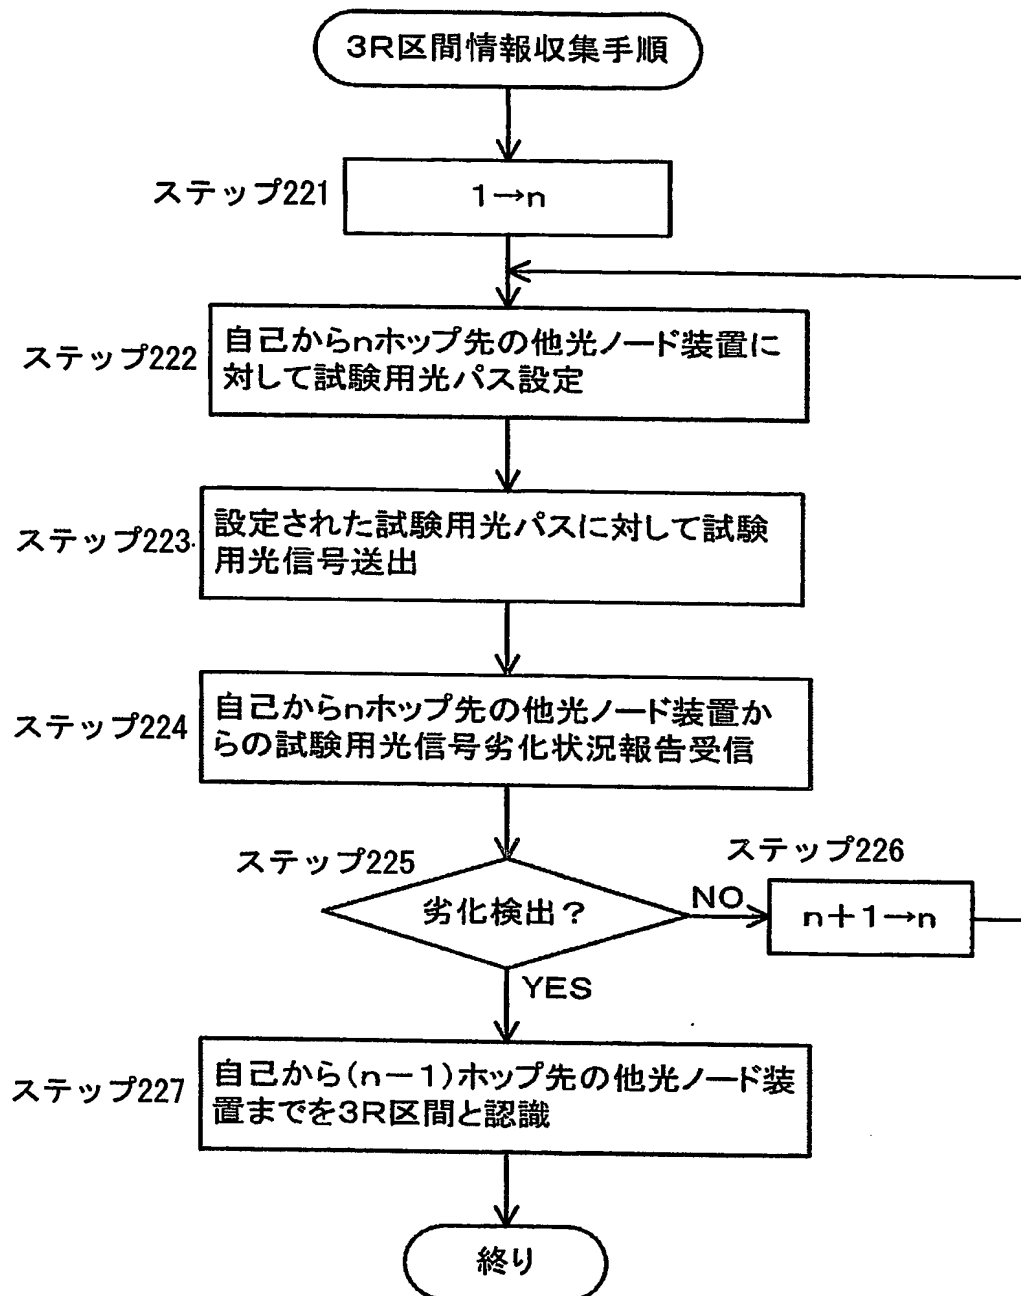 3R区間情報収集手順
ステップ221
1→n
ステップ222
自己からnホップ先の他光ノード装置に
対して試験用光パス設定
ステップ223
設定された試験用光パスに対して試験
用光信号送出
ステップ224
自己からnホップ先の他光ノード装置か
らの試験用光信号劣化状況報告受信
ステップ225
劣化検出?
NO
ステップ226
n+1→n
YES
ステップ227
自己から(n-1)ホップ先の他光ノード装
置までを3R区間と認識
終り